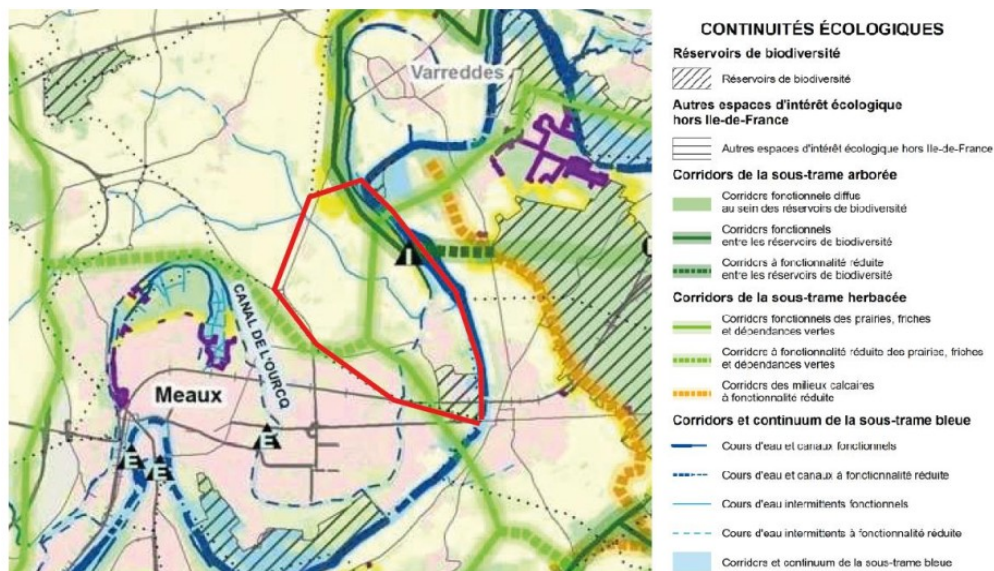 Varreddes
I
CANAL DE L'OURCQ
Meaux
E
E
E
CONTINUITÉS ÉCOLOGIQUES
Réservoirs de biodiversité
Réservoirs de biodiversité
Autres espaces d'intérêt écologique
hors Ile-de-France
Autres espaces d'intérêt écologique hors Ile-de-France
Corridors de la sous-trame arborée
Corridors fonctionnels diffus
au sein des réservoirs de biodiversité
Corridors fonctionnels
entre les réservoirs de biodiversité
Corridors à fonctionnalité réduite
entre les réservoirs de biodiversité
Corridors de la sous-trame herbacée
Corridors fonctionnels des prairies, friches
et dépendances vertes
Corridors à fonctionnalité réduite des prairies, friches
et dépendances vertes
Corridors des milieux calcaires
à fonctionnalité réduite
Corridors et continuum de la sous-trame bleue
Cours d'eau et canaux fonctionnels
Cours d'eau et canaux à fonctionnalité réduite
Cours d'eau intermittents fonctionnels
Cours d'eau intermittents à fonctionnalité réduite
Corridors et continuum de la sous-trame bleue